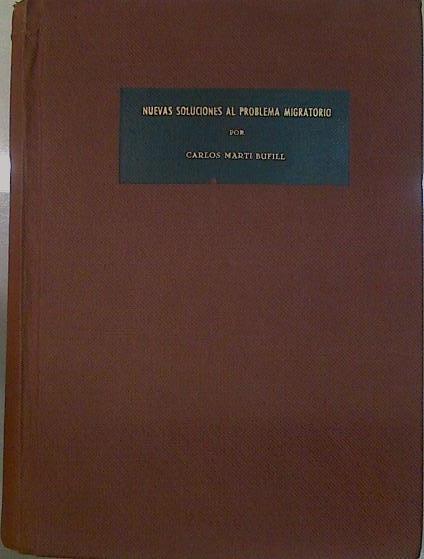 NUEVAS SOLUCIONES AL PROBLEMA MIGRATORIO
POR
CARLOS MARTI BUFILL